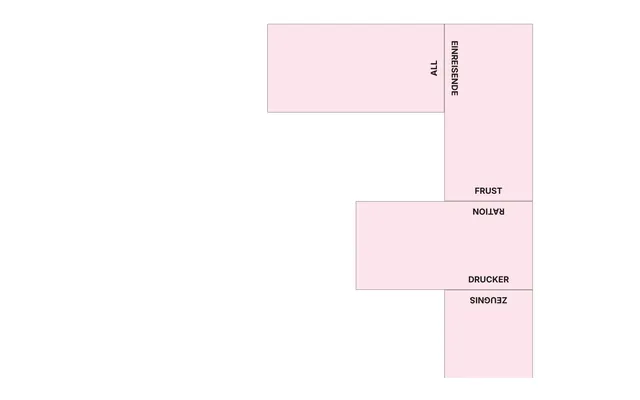 ALL
EINREISENDE
FRUST
RATION
DRUCKER
ZEUGNIS